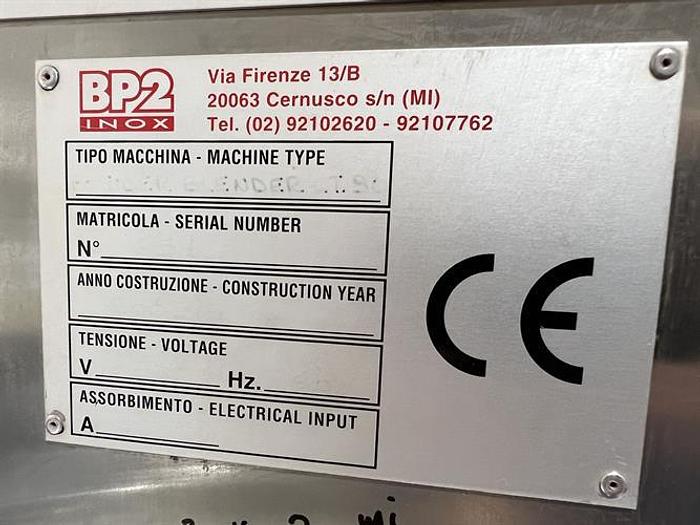 BP2
INOX
Via Firenze 13/B
20063 Cernusco s/n (MI)
Tel. (02) 92102620 - 92107762
TIPO MACCHINA - MACHINE TYPE
MATRICOLA - SERIAL NUMBER
N°
ANNO COSTRUZIONE - CONSTRUCTION YEAR
TENSIONE - VOLTAGE
V Hz.
ASSORBIMENTO - ELECTRICAL INPUT
A
CE